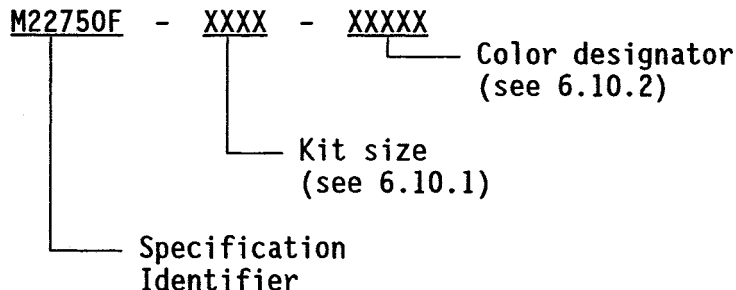 M22750F - XXXX - XXXXX
Color designator
(see 6.10.2)
Kit size
(see 6.10.1)
Specification
Identifier